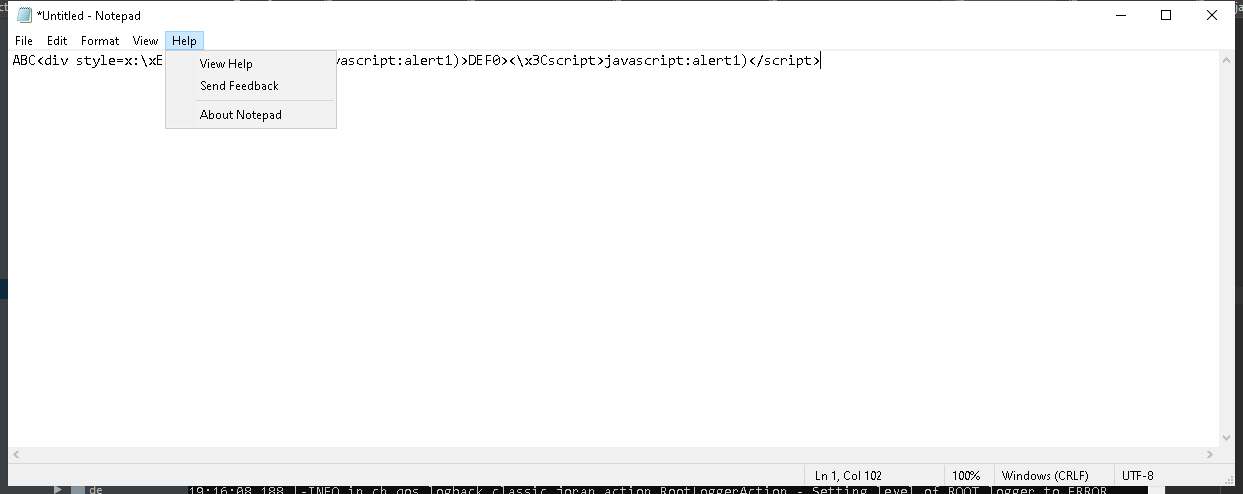 *Untitled - Notepad
File Edit Format View Help
ABC<div style=x:\xE
vascript:alert1)>DEF0><\x3Cscript>javascript:alert1)</script>
View Help
Send Feedback
About Notepad
Ln 1, Col 102 100% Windows (CRLF) UTF-8
de
19:16:08,188 |-INFO in ch.qos.logback.classic.joran.action.RootLoggerAction - Setting level of ROOT logger to ERROR